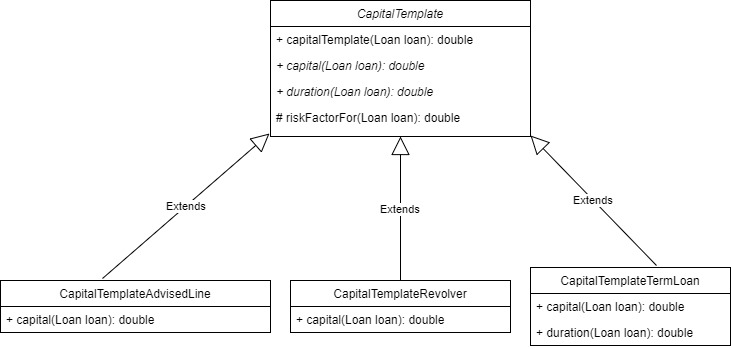 CapitalTemplate
+ capitalTemplate(Loan loan): double
+ capital(Loan loan): double
+ duration(Loan loan): double
# riskFactorFor(Loan loan): double
Extends
Extends
Extends
CapitalTemplateAdvisedLine
+ capital(Loan loan): double
CapitalTemplateRevolver
+ capital(Loan loan): double
CapitalTemplateTermLoan
+ capital(Loan loan): double
+ duration(Loan loan): double